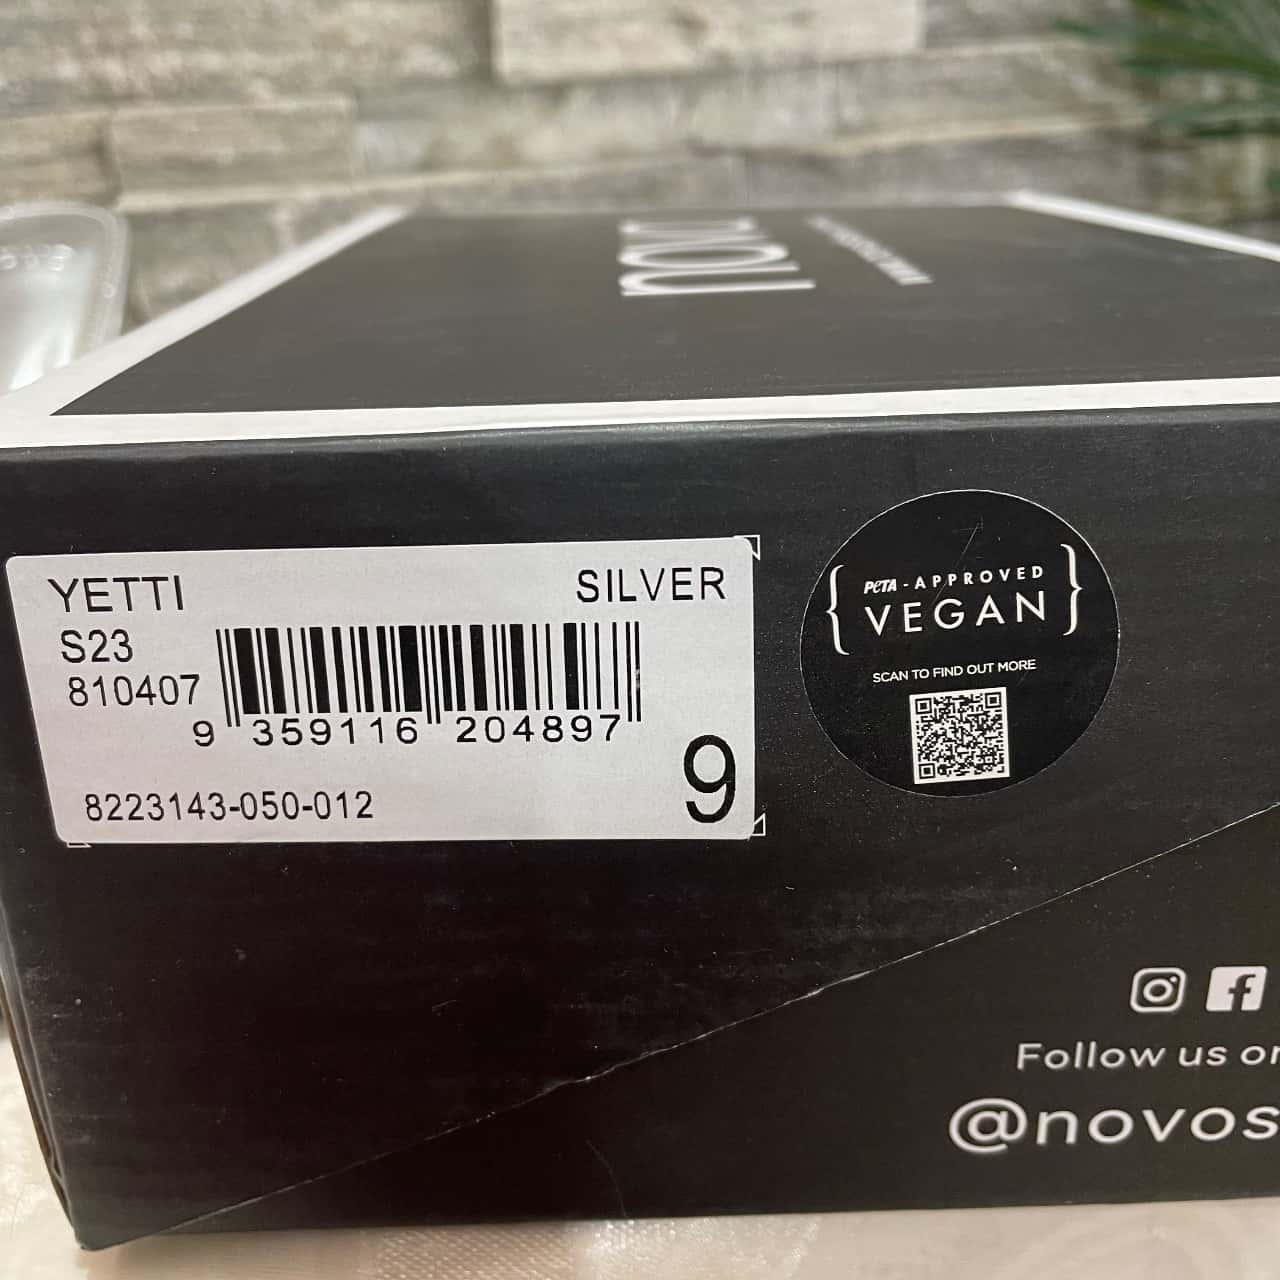 novo
YETTI
SILVER
S23
810407
9 359116 204897
8223143-050-012
9
{ PeTA-APPROVED
VEGAN }
SCAN TO FIND OUT MORE
Follow us on
@novos